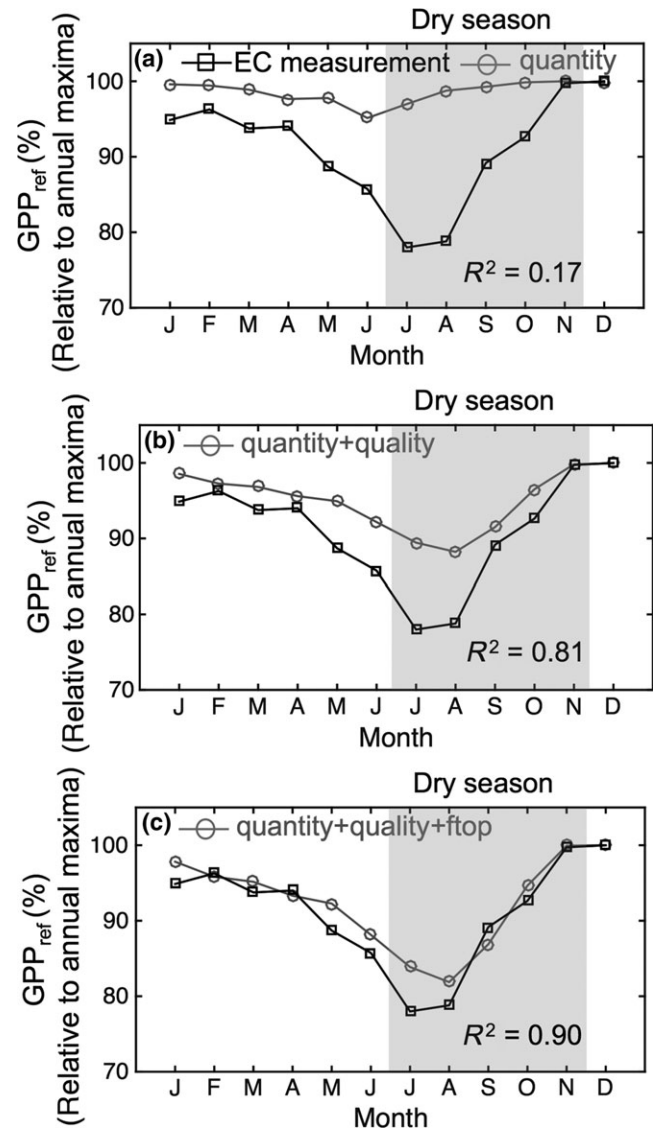 Dry season
(a) EC measurement quantity
100
90
80
70
GPPref (%)
(Relative to annual maxima)
R² = 0.17
J F M A M J J A S O N D
Month
Dry season
(b) quantity+quality
100
90
80
70
GPPref (%)
(Relative to annual maxima)
R² = 0.81
J F M A M J J A S O N D
Month
Dry season
(c) quantity+quality+ftop
100
90
80
70
GPPref (%)
(Relative to annual maxima)
R² = 0.90
J F M A M J J A S O N D
Month